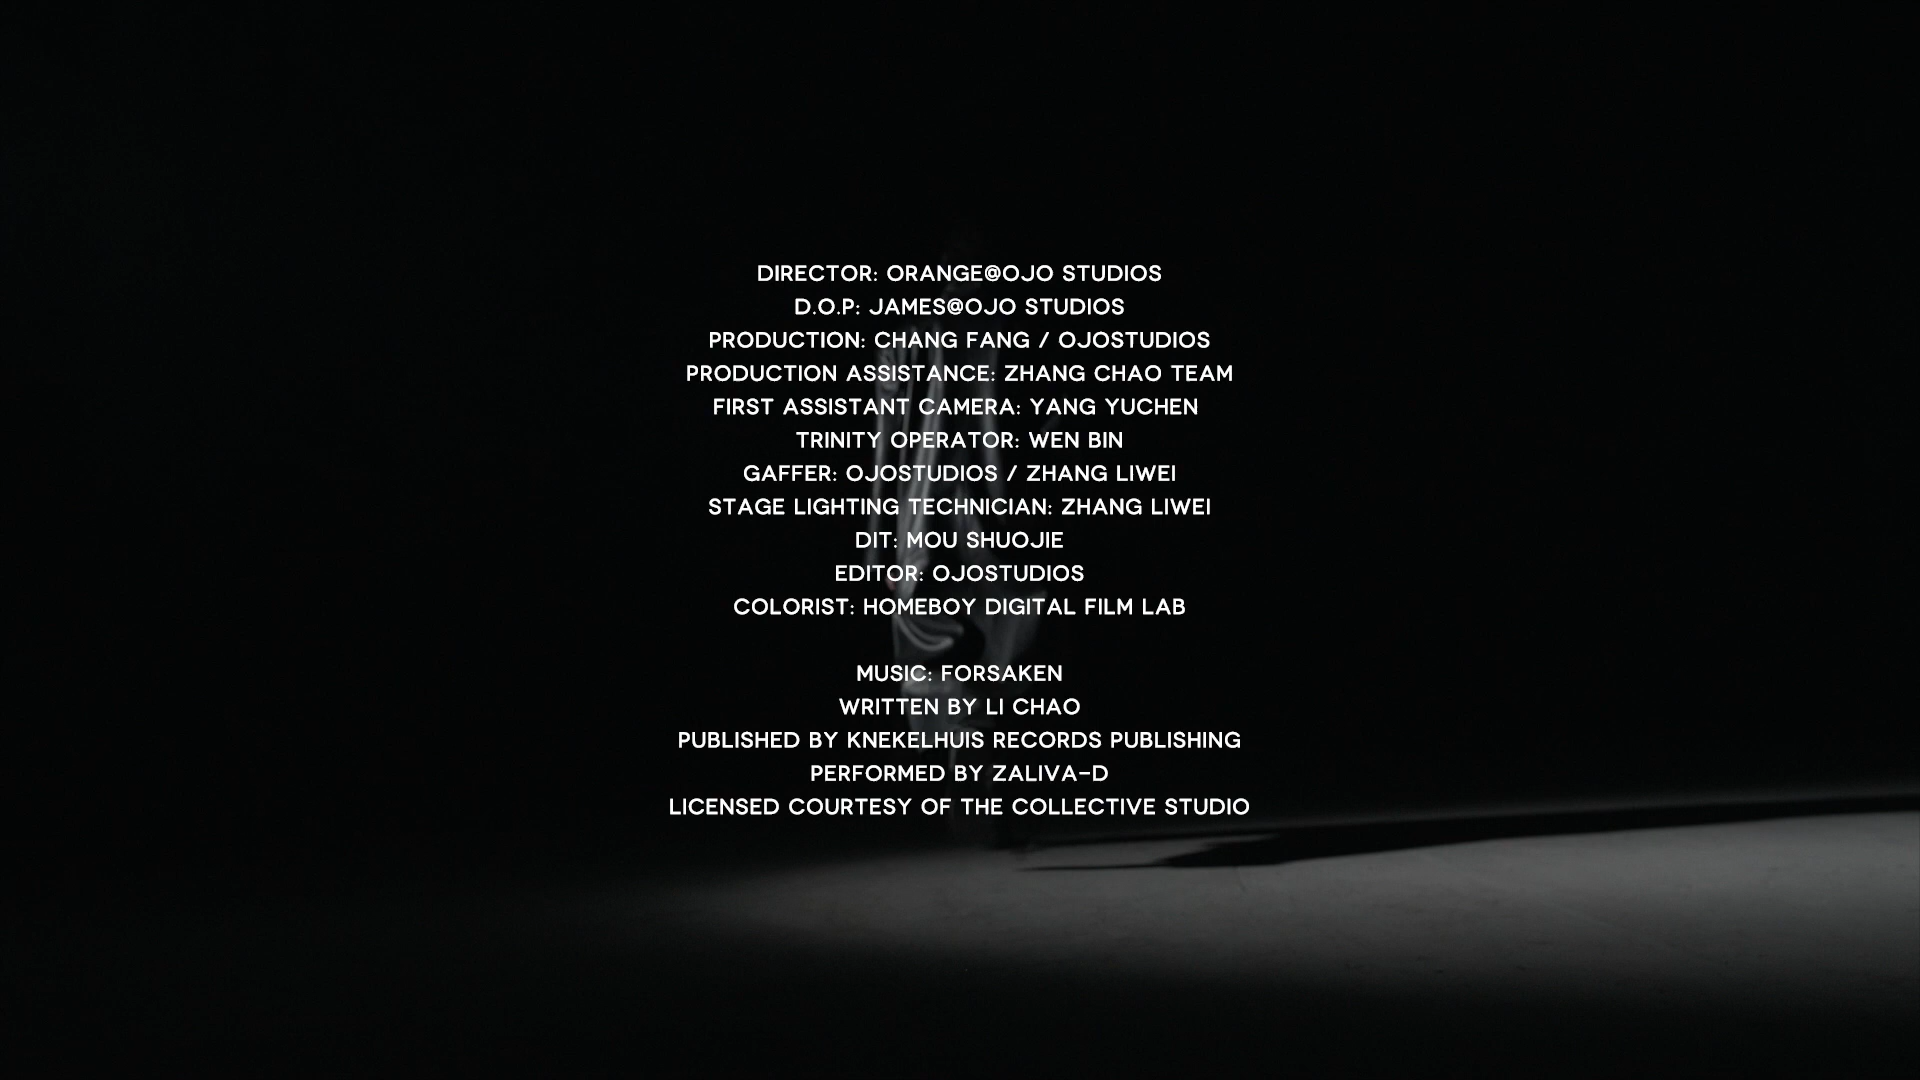 DIRECTOR: ORANGE@OJO STUDIOS
D.O.P: JAMES@OJO STUDIOS
PRODUCTION: CHANG FANG / OJOSTUDIOS
PRODUCTION ASSISTANCE: ZHANG CHAO TEAM
FIRST ASSISTANT CAMERA: YANG YUCHEN
TRINITY OPERATOR: WEN BIN
GAFFER: OJOSTUDIOS / ZHANG LIWEI
STAGE LIGHTING TECHNICIAN: ZHANG LIWEI
DIT: MOU SHUOJIE
EDITOR: OJOSTUDIOS
COLORIST: HOMEBOY DIGITAL FILM LAB
MUSIC: FORSAKEN
WRITTEN BY LI CHAO
PUBLISHED BY KNEKELHUIS RECORDS PUBLISHING
PERFORMED BY ZALIVA-D
LICENSED COURTESY OF THE COLLECTIVE STUDIO